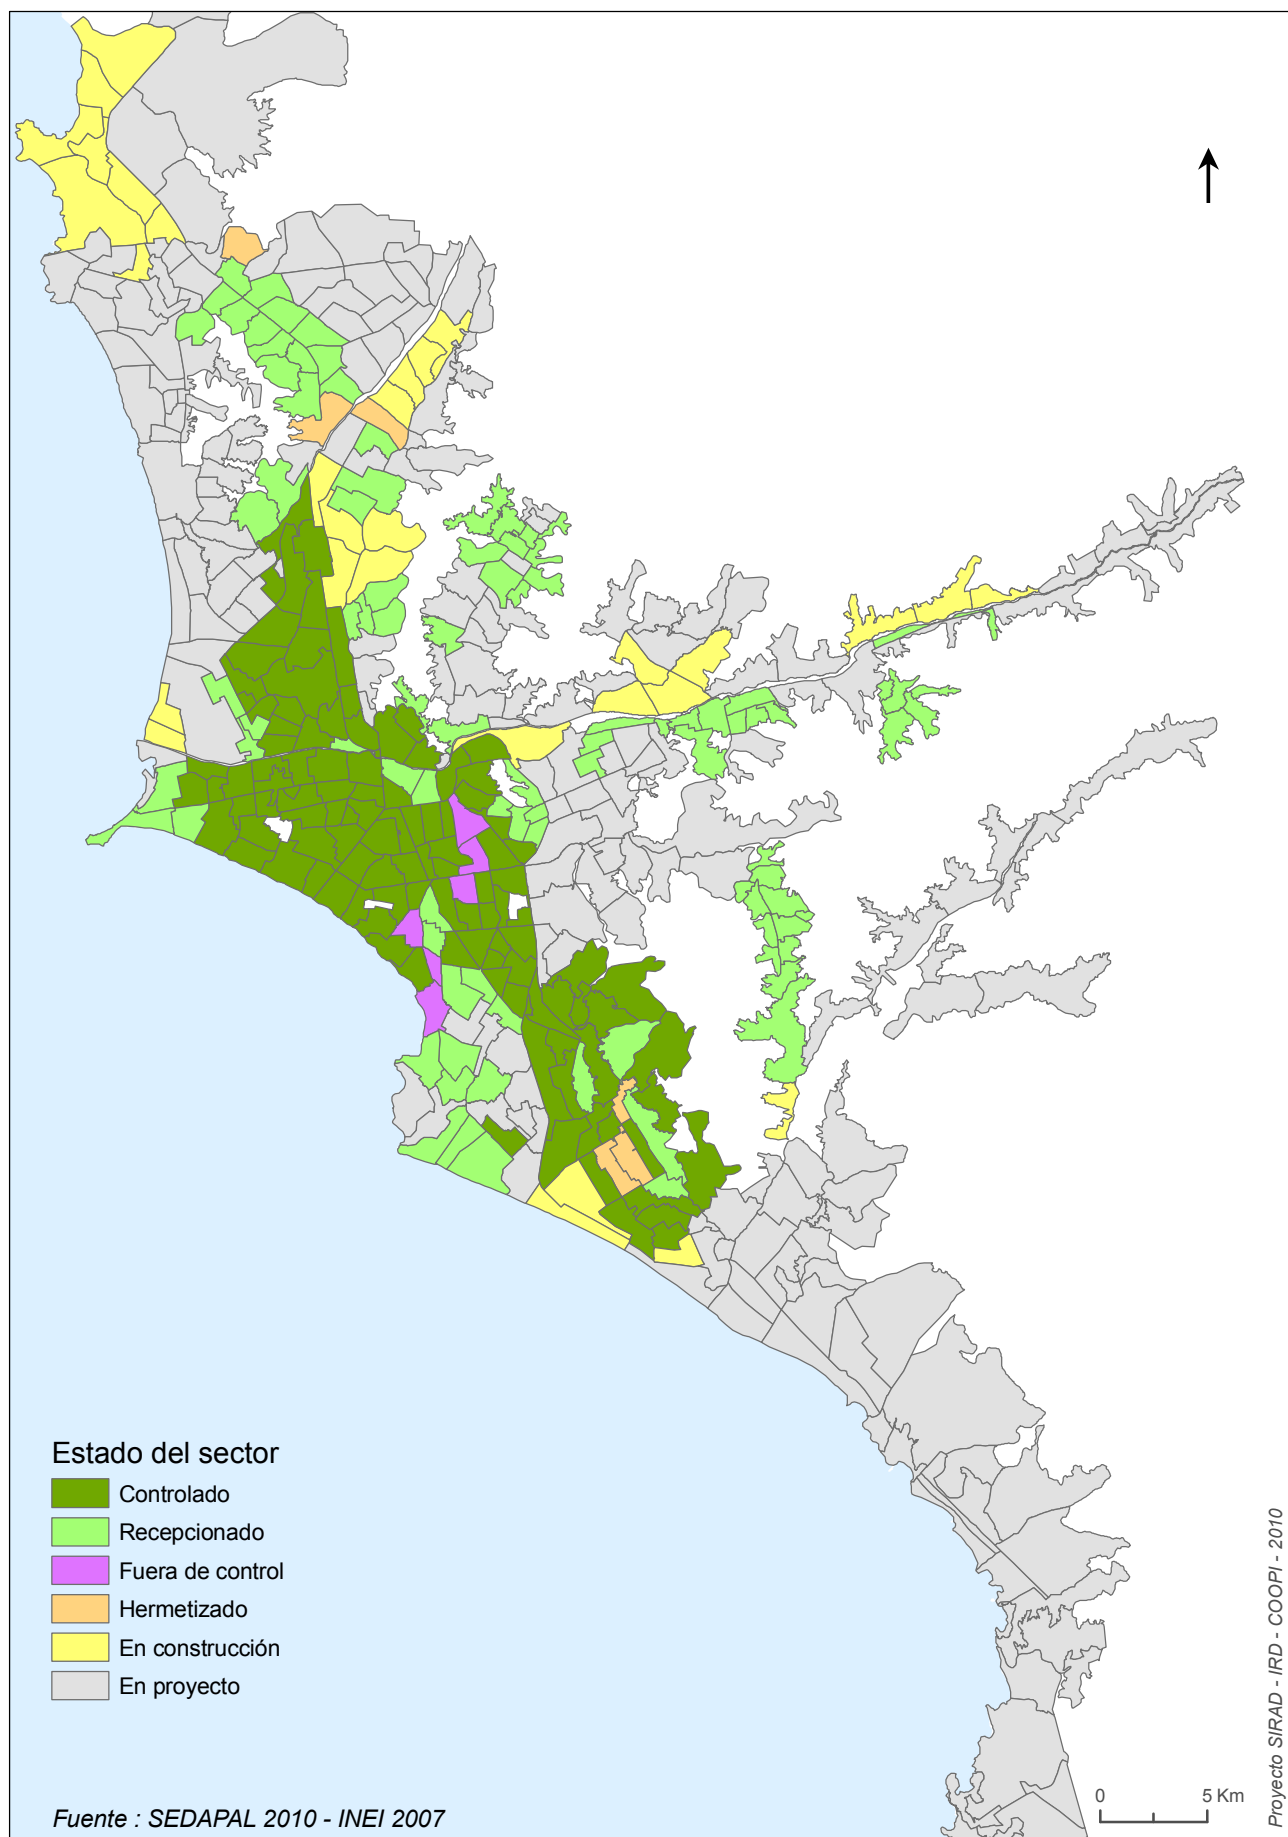 Estado del sector
Controlado
Recepcionado
Fuera de control
Hermetizado
En construcción
En proyecto
Fuente : SEDAPAL 2010 - INEI 2007
0 5 Km
Proyecto SIRAD - IRD - COOPI - 2010